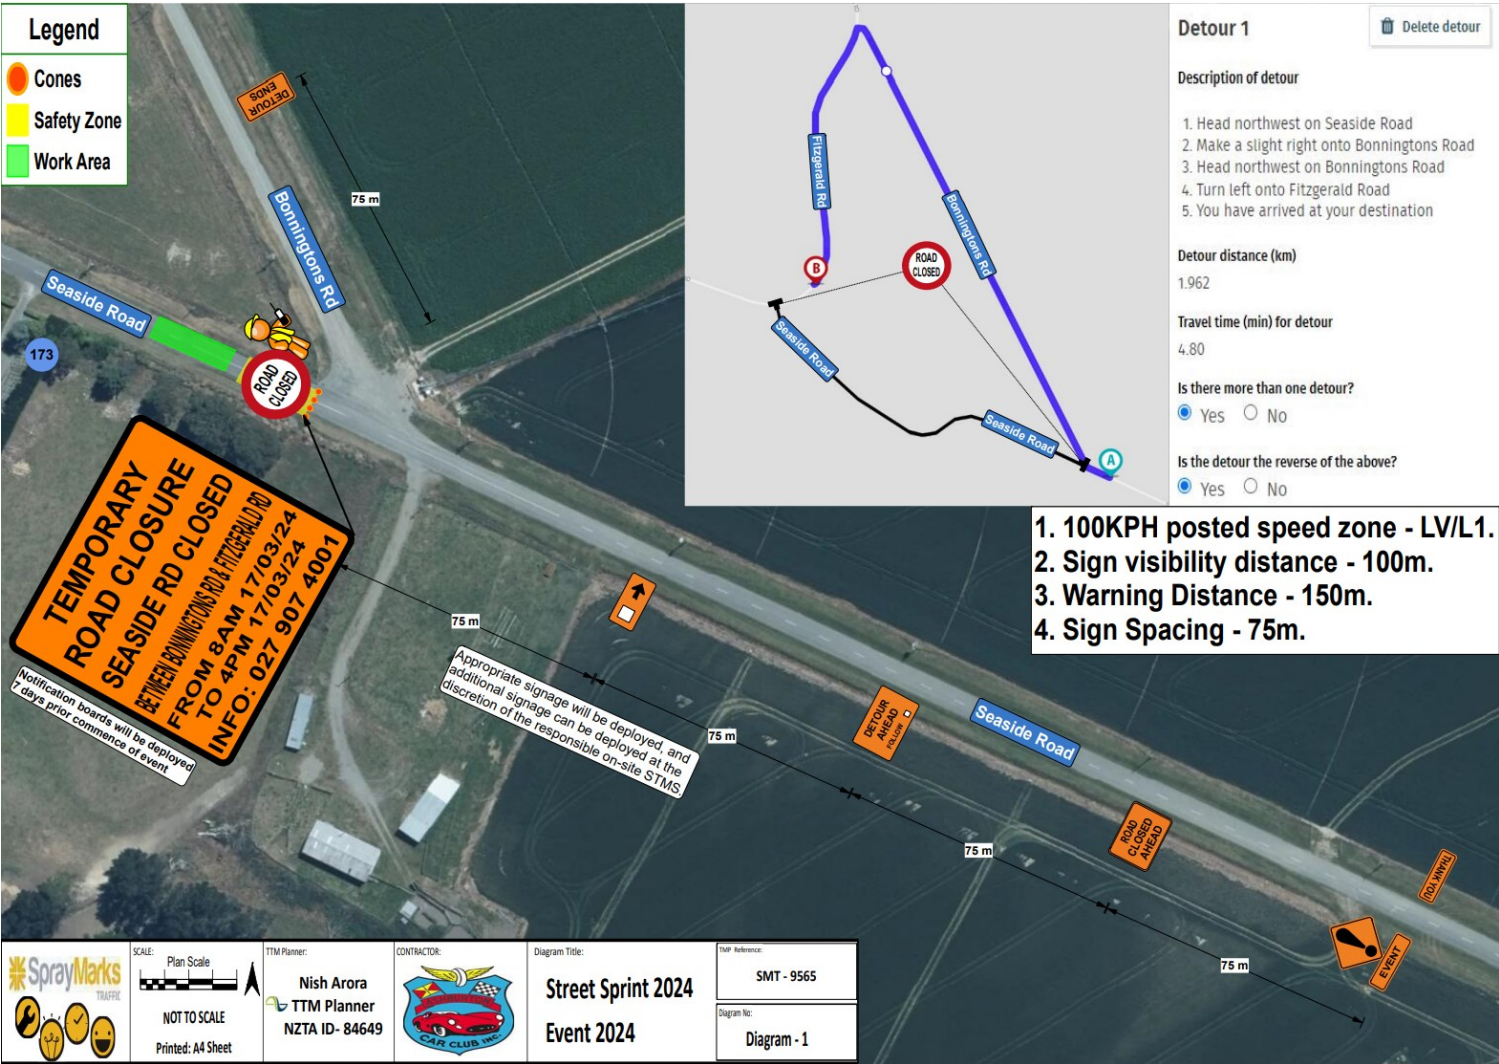 Legend
Cones
Safety Zone
Work Area
DETOUR
ENDS
75 m
Bonningtons Rd
Seaside Road
173
ROAD
CLOSED
TEMPORARY
ROAD CLOSURE
SEASIDE RD CLOSED
BETWEEN BONNINGTONS RD & FITZGERALD RD
FROM 8AM 17/03/24
TO 4PM 17/03/24
INFO: 027 907 4001
Notification boards will be deployed
7 days prior commence of event
Fitzgerald Rd
Bonningtons Rd
ROAD
CLOSED
B
Seaside Road
Seaside Road
A
Detour 1
Delete detour
Description of detour
1. Head northwest on Seaside Road
2. Make a slight right onto Bonningtons Road
3. Head northwest on Bonningtons Road
4. Turn left onto Fitzgerald Road
5. You have arrived at your destination
Detour distance (km)
1.962
Travel time (min) for detour
4.80
Is there more than one detour?
Yes No
Is the detour the reverse of the above?
Yes No
1. 100KPH posted speed zone - LV/L1.
2. Sign visibility distance - 100m.
3. Warning Distance - 150m.
4. Sign Spacing - 75m.
75 m
Appropriate signage will be deployed, and
additional signage can be deployed at the
discretion of the responsible on-site STMS.
75 m
DETOUR
AHEAD
FOLLOW
Seaside Road
75 m
ROAD
CLOSED
AHEAD
THANK YOU
EVENT
75 m
SprayMarks
TRAFFIC
SCALE:
Plan Scale
NOT TO SCALE
Printed: A4 Sheet
TTM Planner:
Nish Arora
TTM Planner
NZTA ID- 84649
CONTRACTOR:
ASHBURTON
CAR CLUB INC.
Diagram Title:
Street Sprint 2024
Event 2024
TMP Reference:
SMT - 9565
Diagram No:
Diagram - 1